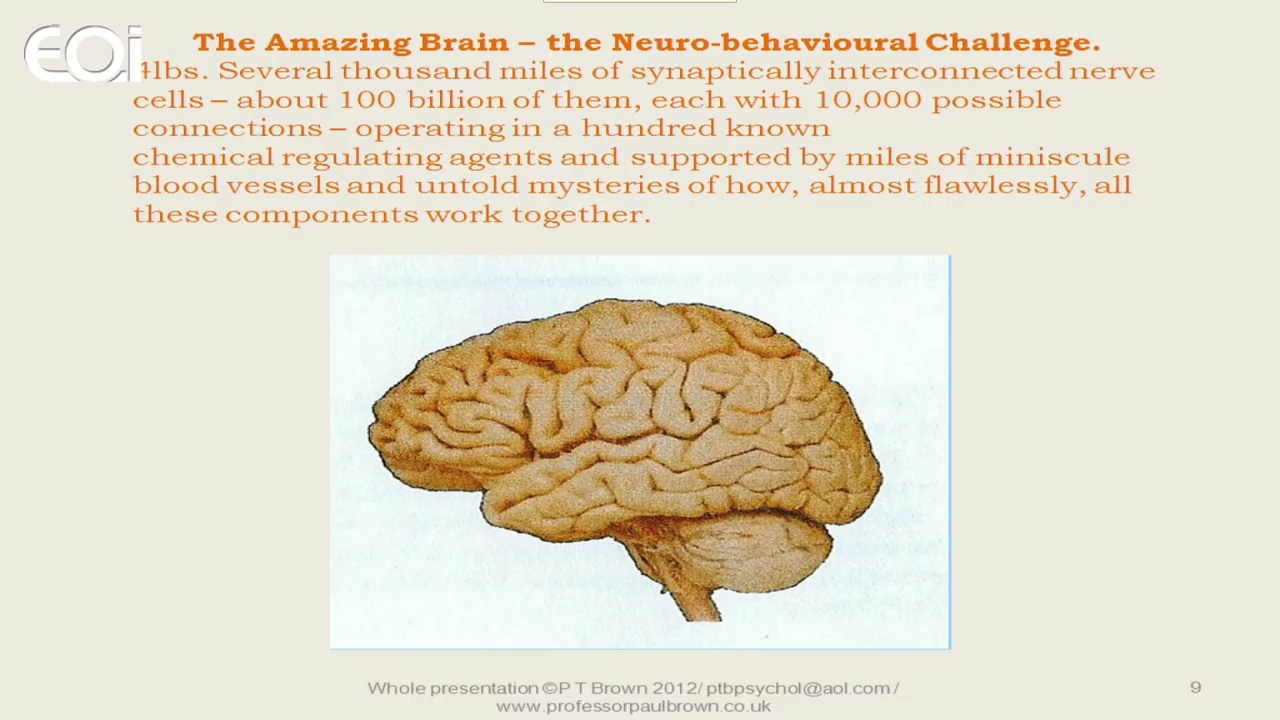 EQi
The Amazing Brain – the Neuro-behavioural Challenge.
4lbs. Several thousand miles of synaptically interconnected nerve
cells – about 100 billion of them, each with 10,000 possible
connections – operating in a hundred known
chemical regulating agents and supported by miles of miniscule
blood vessels and untold mysteries of how, almost flawlessly, all
these components work together.
Whole presentation ©P T Brown 2012/ ptbpsychol@aol.com /
www.professorpaulbrown.co.uk
9